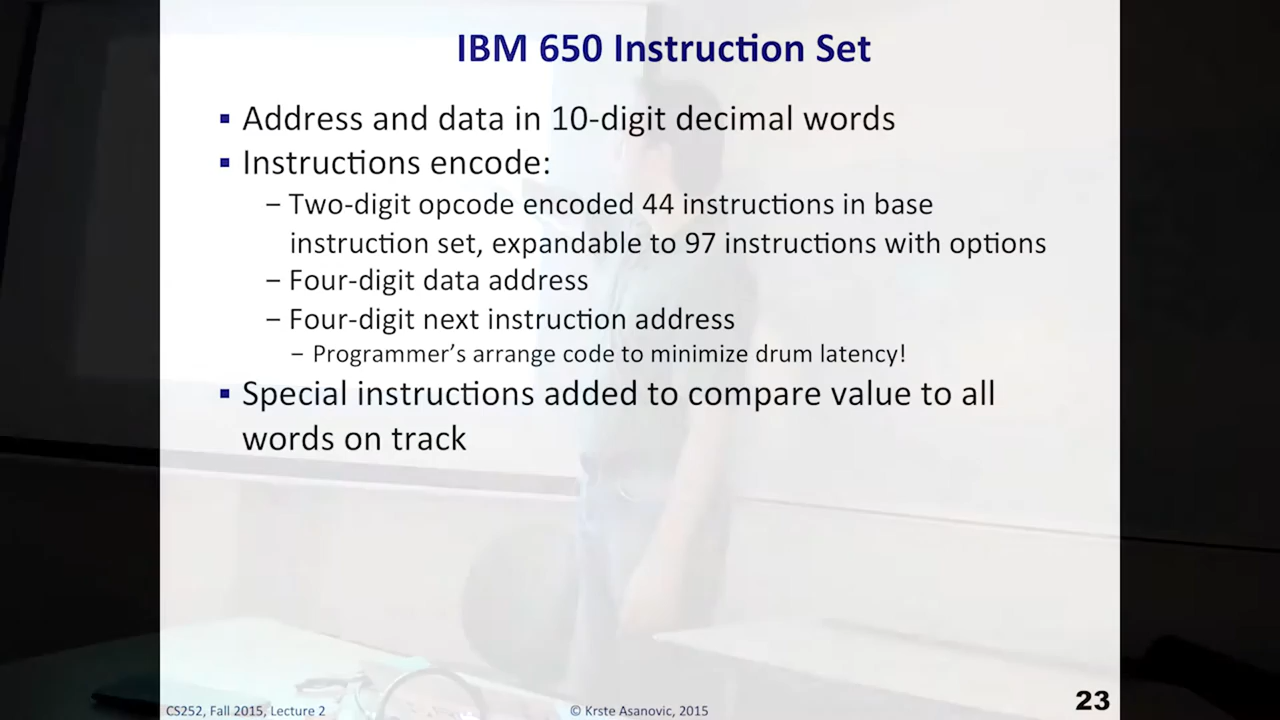 IBM 650 Instruction Set
▪ Address and data in 10-digit decimal words
▪ Instructions encode:
– Two-digit opcode encoded 44 instructions in base
instruction set, expandable to 97 instructions with options
– Four-digit data address
– Four-digit next instruction address
– Programmer's arrange code to minimize drum latency!
▪ Special instructions added to compare value to all
words on track
CS252, Fall 2015, Lecture 2
© Krste Asanovic, 2015
23